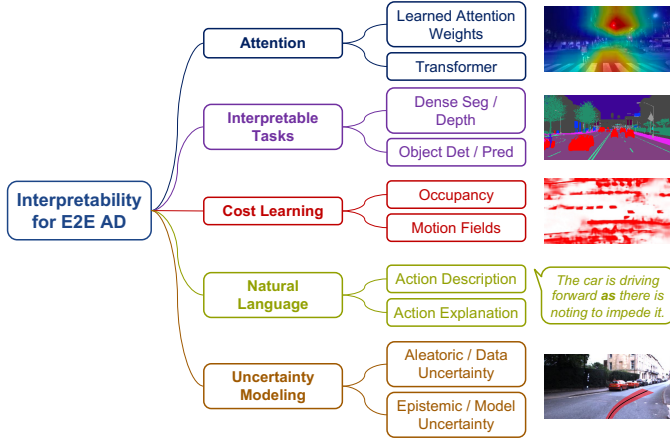 Interpretability
for E2E AD
Attention
Learned Attention
Weights
Transformer
Interpretable
Tasks
Dense Seg /
Depth
Object Det / Pred
Cost Learning
Occupancy
Motion Fields
Natural
Language
Action Description
Action Explanation
The car is driving
forward as there is
noting to impede it.
Uncertainty
Modeling
Aleatoric / Data
Uncertainty
Epistemic / Model
Uncertainty